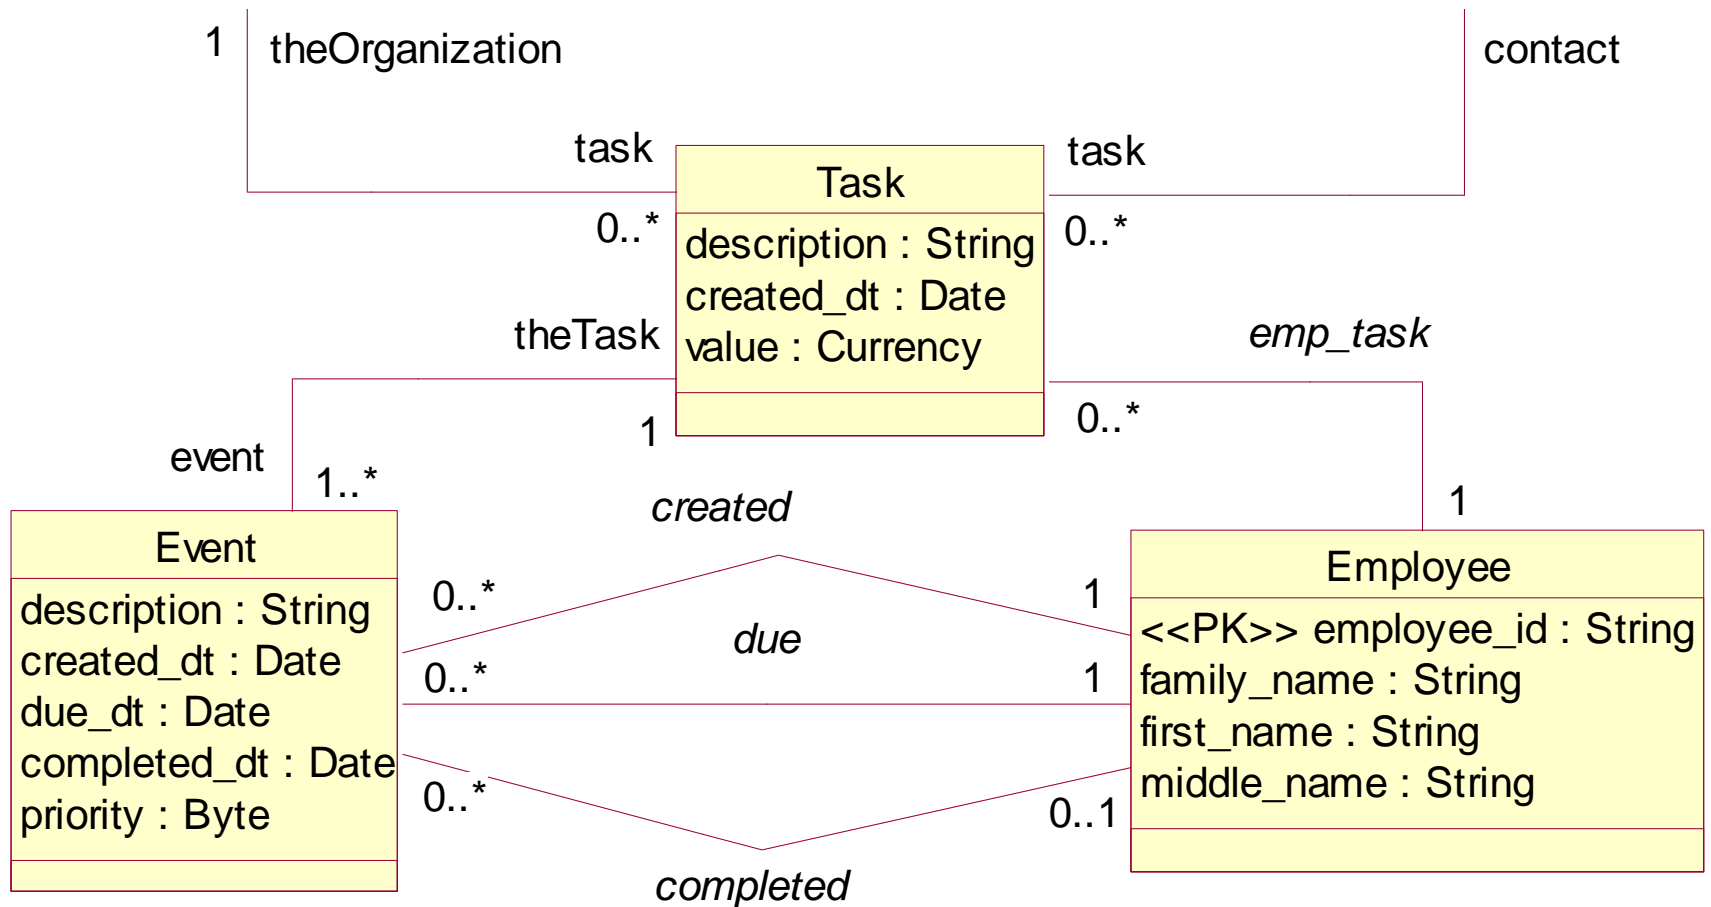 1 theOrganization
contact
task
task
Task
0..*
0..*
description : String
created_dt : Date
value : Currency
theTask
emp_task
1
0..*
event
1..*
1
created
Event
description : String
created_dt : Date
due_dt : Date
completed_dt : Date
priority : Byte
0..*
1
due
0..*
1
0..*
0..1
completed
Employee
<<PK>> employee_id : String
family_name : String
first_name : String
middle_name : String